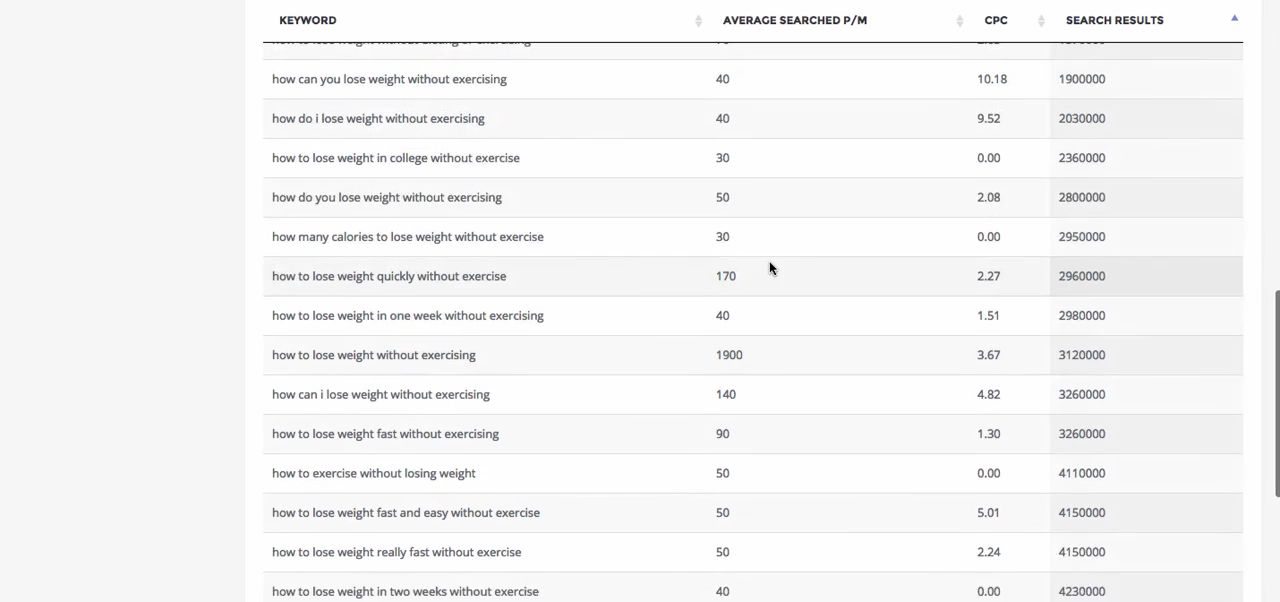 KEYWORD AVERAGE SEARCHED P/M CPC SEARCH RESULTS
how can you lose weight without exercising 40 10.18 1900000
how do i lose weight without exercising 40 9.52 2030000
how to lose weight in college without exercise 30 0.00 2360000
how do you lose weight without exercising 50 2.08 2800000
how many calories to lose weight without exercise 30 0.00 2950000
how to lose weight quickly without exercise 170 2.27 2960000
how to lose weight in one week without exercising 40 1.51 2980000
how to lose weight without exercising 1900 3.67 3120000
how can i lose weight without exercising 140 4.82 3260000
how to lose weight fast without exercising 90 1.30 3260000
how to exercise without losing weight 50 0.00 4110000
how to lose weight fast and easy without exercise 50 5.01 4150000
how to lose weight really fast without exercise 50 2.24 4150000
how to lose weight in two weeks without exercise 40 0.00 4230000